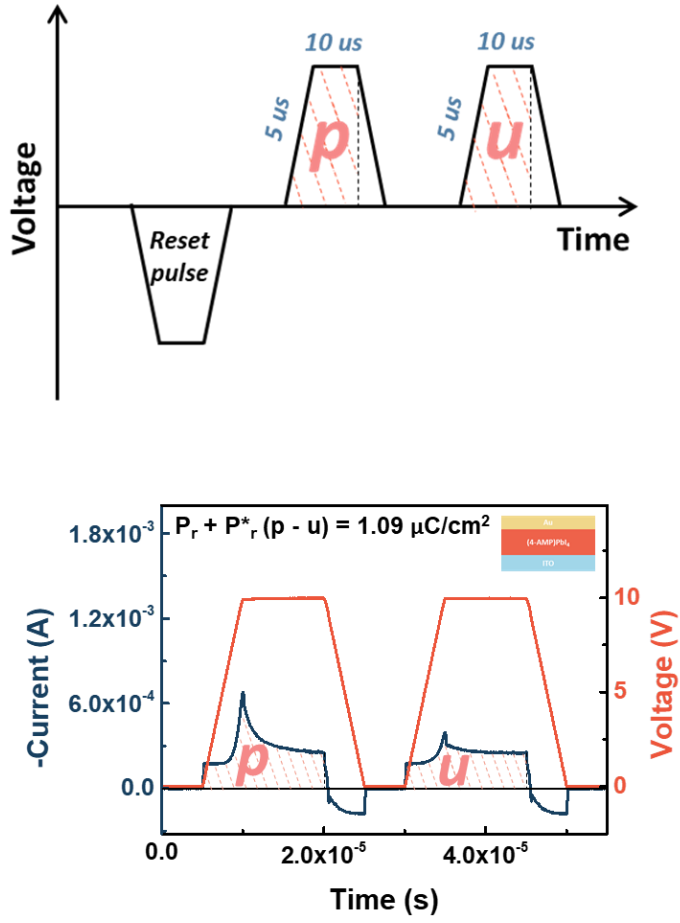 10 us
10 us
5 us
p
5 us
u
Voltage
Reset
pulse
Time
P_r + P*_r (p - u) = 1.09 μC/cm²
Au
(4-AMP)PbI₄
ITO
1.8x10⁻³
1.2x10⁻³
6.0x10⁻⁴
0.0
-Current (A)
10
5
0
Voltage (V)
p
u
0.0
2.0x10⁻⁵
4.0x10⁻⁵
Time (s)